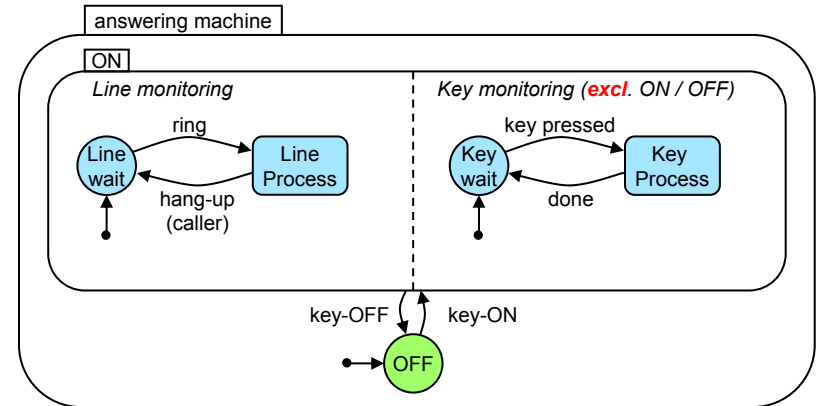 answering machine
ON
Line monitoring
Key monitoring (excl. ON / OFF)
ring
Line
wait
Line
Process
hang-up
(caller)
key pressed
Key
wait
Key
Process
done
key-OFF
key-ON
OFF